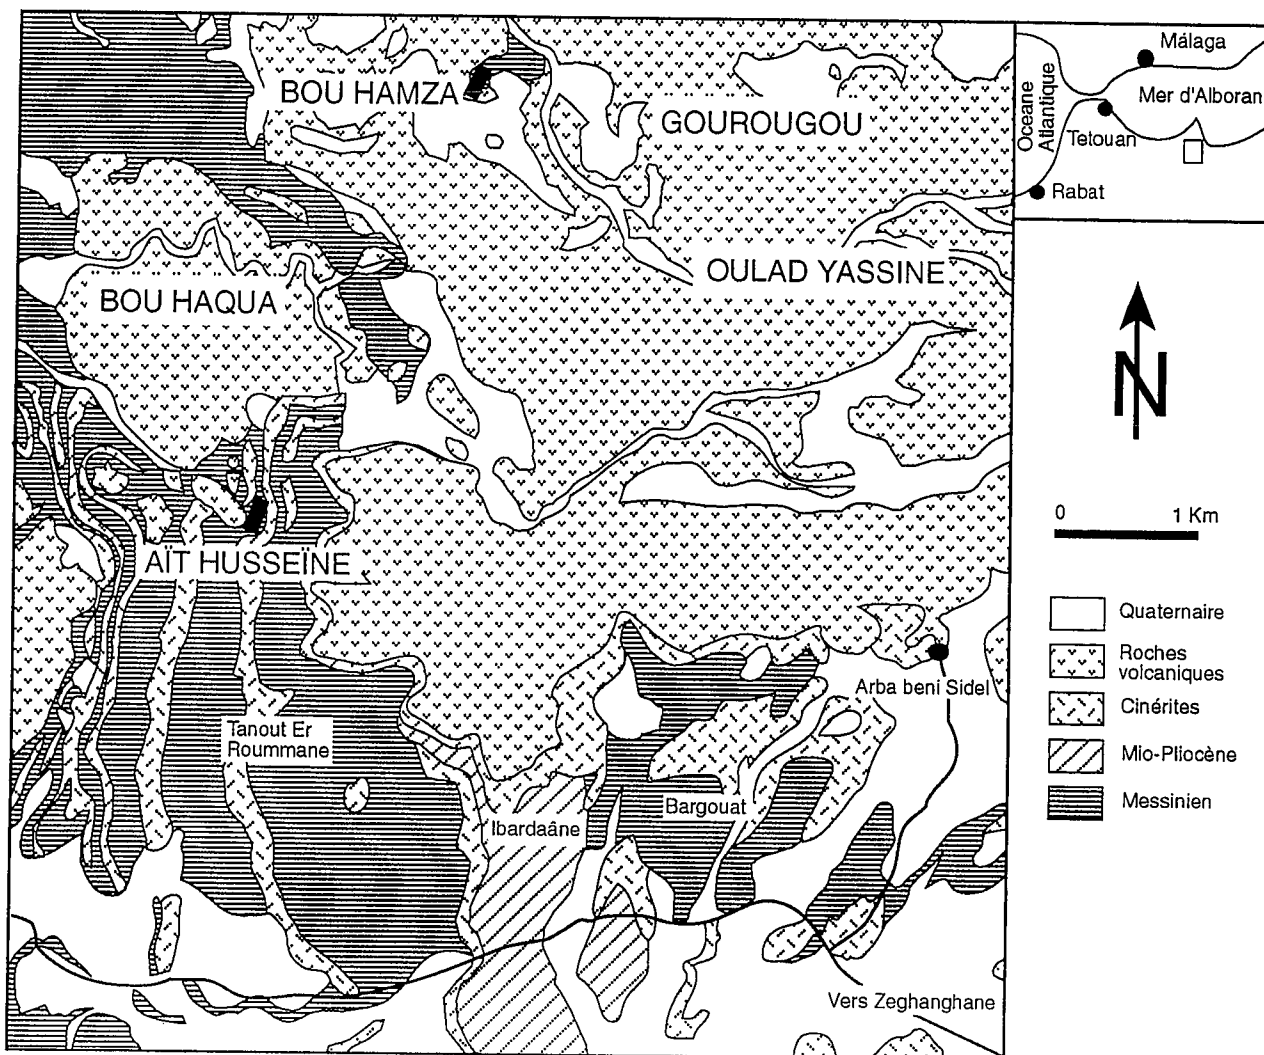 BOU HAMZA
GOUROUGOU
OULAD YASSINE
BOU HAQUA
AÏT HUSSEÏNE
Tanout Er
Roummane
Ibardaâne
Bargouat
Arba beni Sidel
Vers Zeghanghane
Oceane
Atlantique
Málaga
Mer d'Alboran
Tetouan
Rabat
N
0 1 Km
Quaternaire
Roches
volcaniques
Cinérites
Mio-Pliocène
Messinien